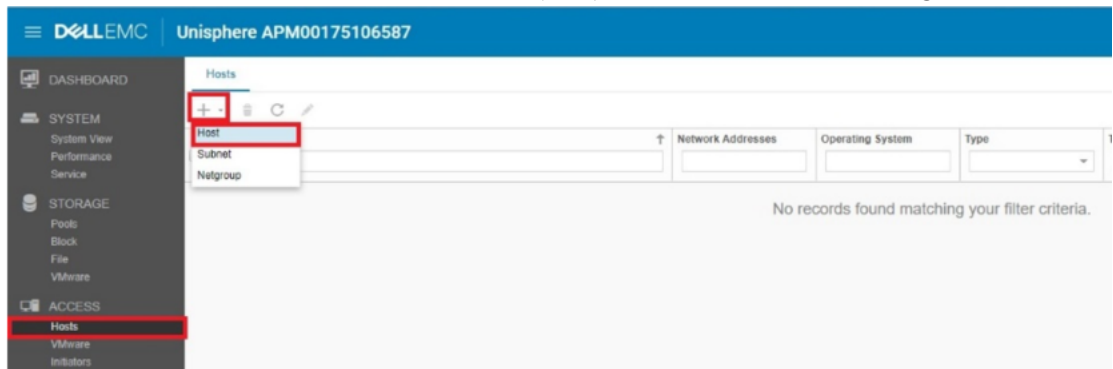 DELLEMC Unisphere APM00175106587
DASHBOARD
SYSTEM
System View
Performance
Service
STORAGE
Pools
Block
File
VMware
ACCESS
Hosts
VMware
Initiators
Hosts
Host
Subnet
Netgroup
Network Addresses Operating System Type
No records found matching your filter criteria.